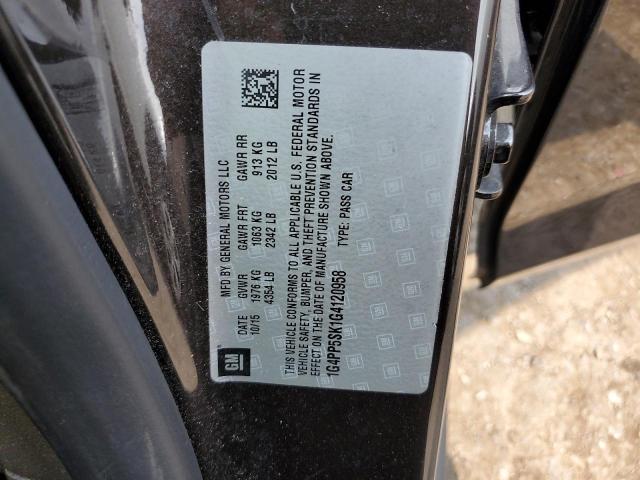 GM
MFD BY GENERAL MOTORS LLC
DATE GVWR GAWR FRT GAWR RR
10/15 1976 KG 1063 KG 913 KG
4354 LB 2342 LB 2012 LB
THIS VEHICLE CONFORMS TO ALL APPLICABLE U.S. FEDERAL MOTOR
VEHICLE SAFETY, BUMPER, AND THEFT PREVENTION STANDARDS IN
EFFECT ON THE DATE OF MANUFACTURE SHOWN ABOVE.
1G4PP5SK1G4120958 TYPE: PASS CAR